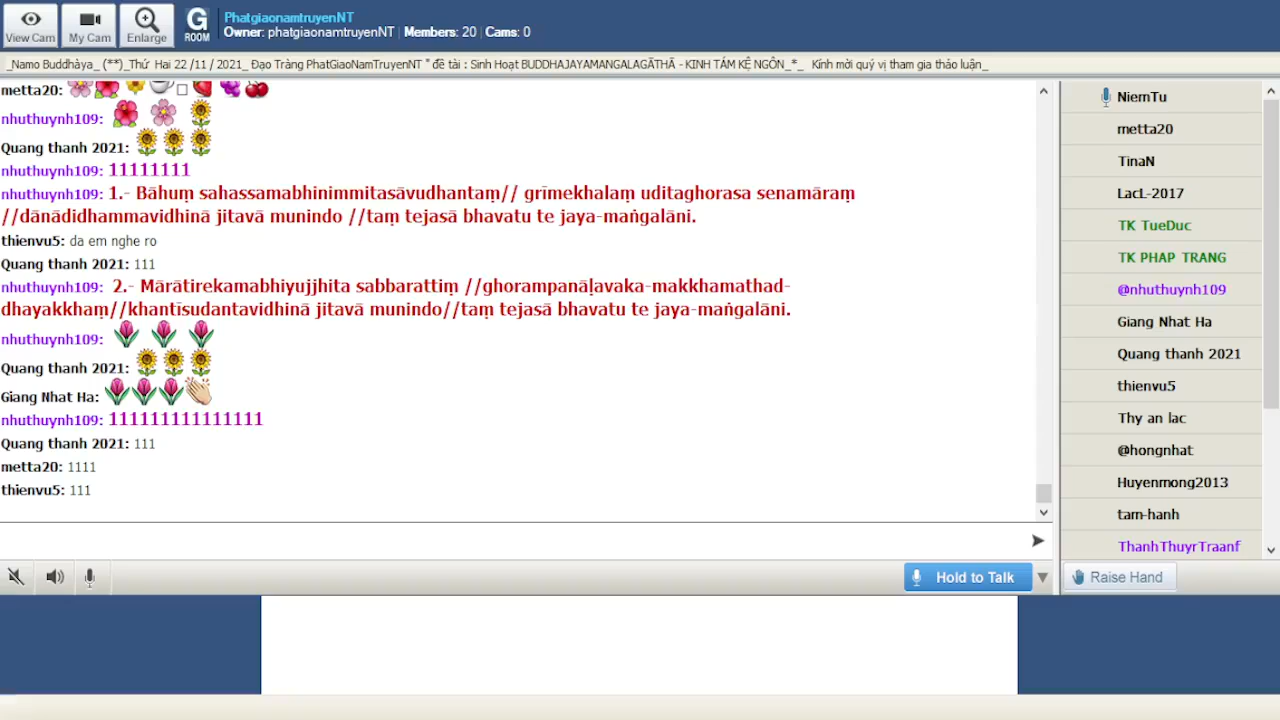 View Cam
My Cam
Enlarge
G
ROOM
PhatgiaonamtruyenNT
Owner: phatgiaonamtruyenNT | Members: 20 | Cams: 0
_Namo Buddhàya_ (**)_Thứ Hai 22 /11 / 2021_ Đạo Tràng PhatGiaoNamTruyenNT " đề tài : Sinh Hoạt BUDDHAJAYAMANGALAGĀTHĀ - KINH TÁM KỆ NGÔN_*_ Kính mời quý vị tham gia thảo luận_
metta20:
nhuthuynh109:
Quang thanh 2021:
nhuthuynh109: 11111111
nhuthuynh109: 1.- Bāhuṃ sahassamabhinimmitasāvudhantaṃ// grīmekhalaṃ uditaghorasa senamāraṃ
//dānādidhammavidhinā jitavā munindo //taṃ tejasā bhavatu te jaya-maṅgalāni.
thienvu5: da em nghe ro
Quang thanh 2021: 111
nhuthuynh109: 2.- Mārātirekamabhiyujjhita sabbarattiṃ //ghorampanāḷavaka-makkhamathad-
dhayakkhaṃ//khantīsudantavidhinā jitavā munindo//taṃ tejasā bhavatu te jaya-maṅgalāni.
nhuthuynh109:
Quang thanh 2021:
Giang Nhat Ha:
nhuthuynh109: 111111111111111
Quang thanh 2021: 111
metta20: 1111
thienvu5: 111
NiemTu
metta20
TinaN
LacL-2017
TK TueDuc
TK PHAP TRANG
@nhuthuynh109
Giang Nhat Ha
Quang thanh 2021
thienvu5
Thy an lac
@hongnhat
Huyenmong2013
tam-hanh
ThanhThuyrTraanf
Hold to Talk
Raise Hand